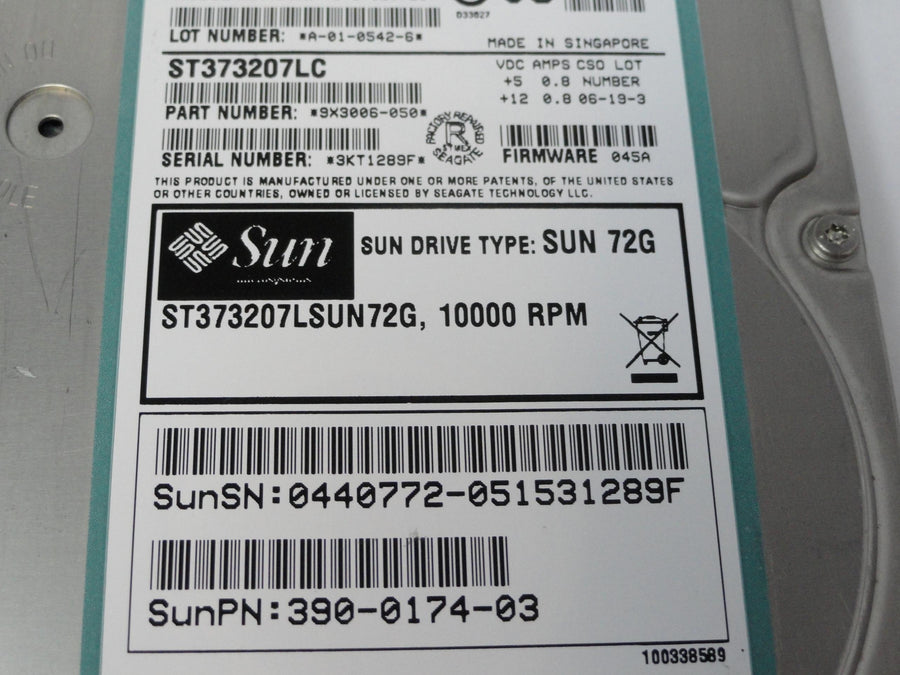 D33027
LOT NUMBER: *A-01-0542-6*
MADE IN SINGAPORE
ST373207LC
VDC AMPS CSO LOT
+5 0.8 NUMBER
+12 0.8 06-19-3
PART NUMBER: *9X3006-050*
FACTORY REPAIRED
R
SEAGATE
SERIAL NUMBER: *3KT1289F*
FIRMWARE 045A
THIS PRODUCT IS MANUFACTURED UNDER ONE OR MORE PATENTS, OF THE UNITED STATES
OR OTHER COUNTRIES, OWNED OR LICENSED BY SEAGATE TECHNOLOGY LLC.
Sun
SUN DRIVE TYPE: SUN 72G
ST373207LSUN72G, 10000 RPM
SunSN:0440772-051531289F
SunPN:390-0174-03
100338589